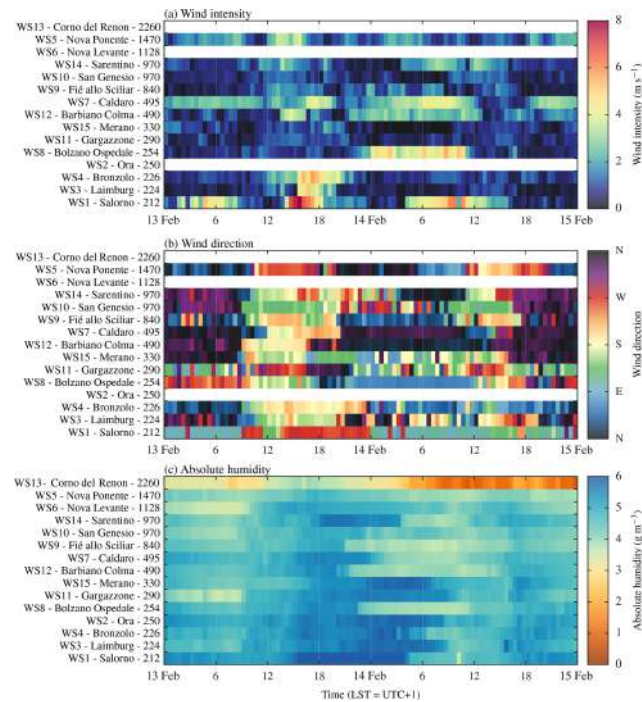 (a) Wind intensity
WS13 - Corno del Renon - 2260
WS5 - Nova Ponente - 1470
WS6 - Nova Levante - 1128
WS14 - Sarentino - 970
WS10 - San Genesio - 970
WS9 - Fié allo Sciliar - 840
WS7 - Caldaro - 495
WS12 - Barbiano Colma - 490
WS15 - Merano - 330
WS11 - Gargazzone - 290
WS8 - Bolzano Ospedale - 254
WS2 - Ora - 250
WS4 - Bronzolo - 226
WS3 - Laimburg - 224
WS1 - Salorno - 212
13 Feb 6 12 18 14 Feb 6 12 18 15 Feb
8
6
4
2
0
Wind intensity (m s⁻¹)
(b) Wind direction
WS13 - Corno del Renon - 2260
WS5 - Nova Ponente - 1470
WS6 - Nova Levante - 1128
WS14 - Sarentino - 970
WS10 - San Genesio - 970
WS9 - Fié allo Sciliar - 840
WS7 - Caldaro - 495
WS12 - Barbiano Colma - 490
WS15 - Merano - 330
WS11 - Gargazzone - 290
WS8 - Bolzano Ospedale - 254
WS2 - Ora - 250
WS4 - Bronzolo - 226
WS3 - Laimburg - 224
WS1 - Salorno - 212
13 Feb 6 12 18 14 Feb 6 12 18 15 Feb
N
W
S
E
N
Wind direction
(c) Absolute humidity
WS13- Corno del Renon - 2260
WS5 - Nova Ponente - 1470
WS6 - Nova Levante - 1128
WS14 - Sarentino - 970
WS10 - San Genesio - 970
WS9 - Fié allo Sciliar - 840
WS7 - Caldaro - 495
WS12 - Barbiano Colma - 490
WS15 - Merano - 330
WS11 - Gargazzone - 290
WS8 - Bolzano Ospedale - 254
WS2 - Ora - 250
WS4 - Bronzolo - 226
WS3 - Laimburg - 224
WS1 - Salorno - 212
13 Feb 6 12 18 14 Feb 6 12 18 15 Feb
6
5
4
3
2
1
0
Absolute humidity (g m⁻³)
Time (LST = UTC+1)